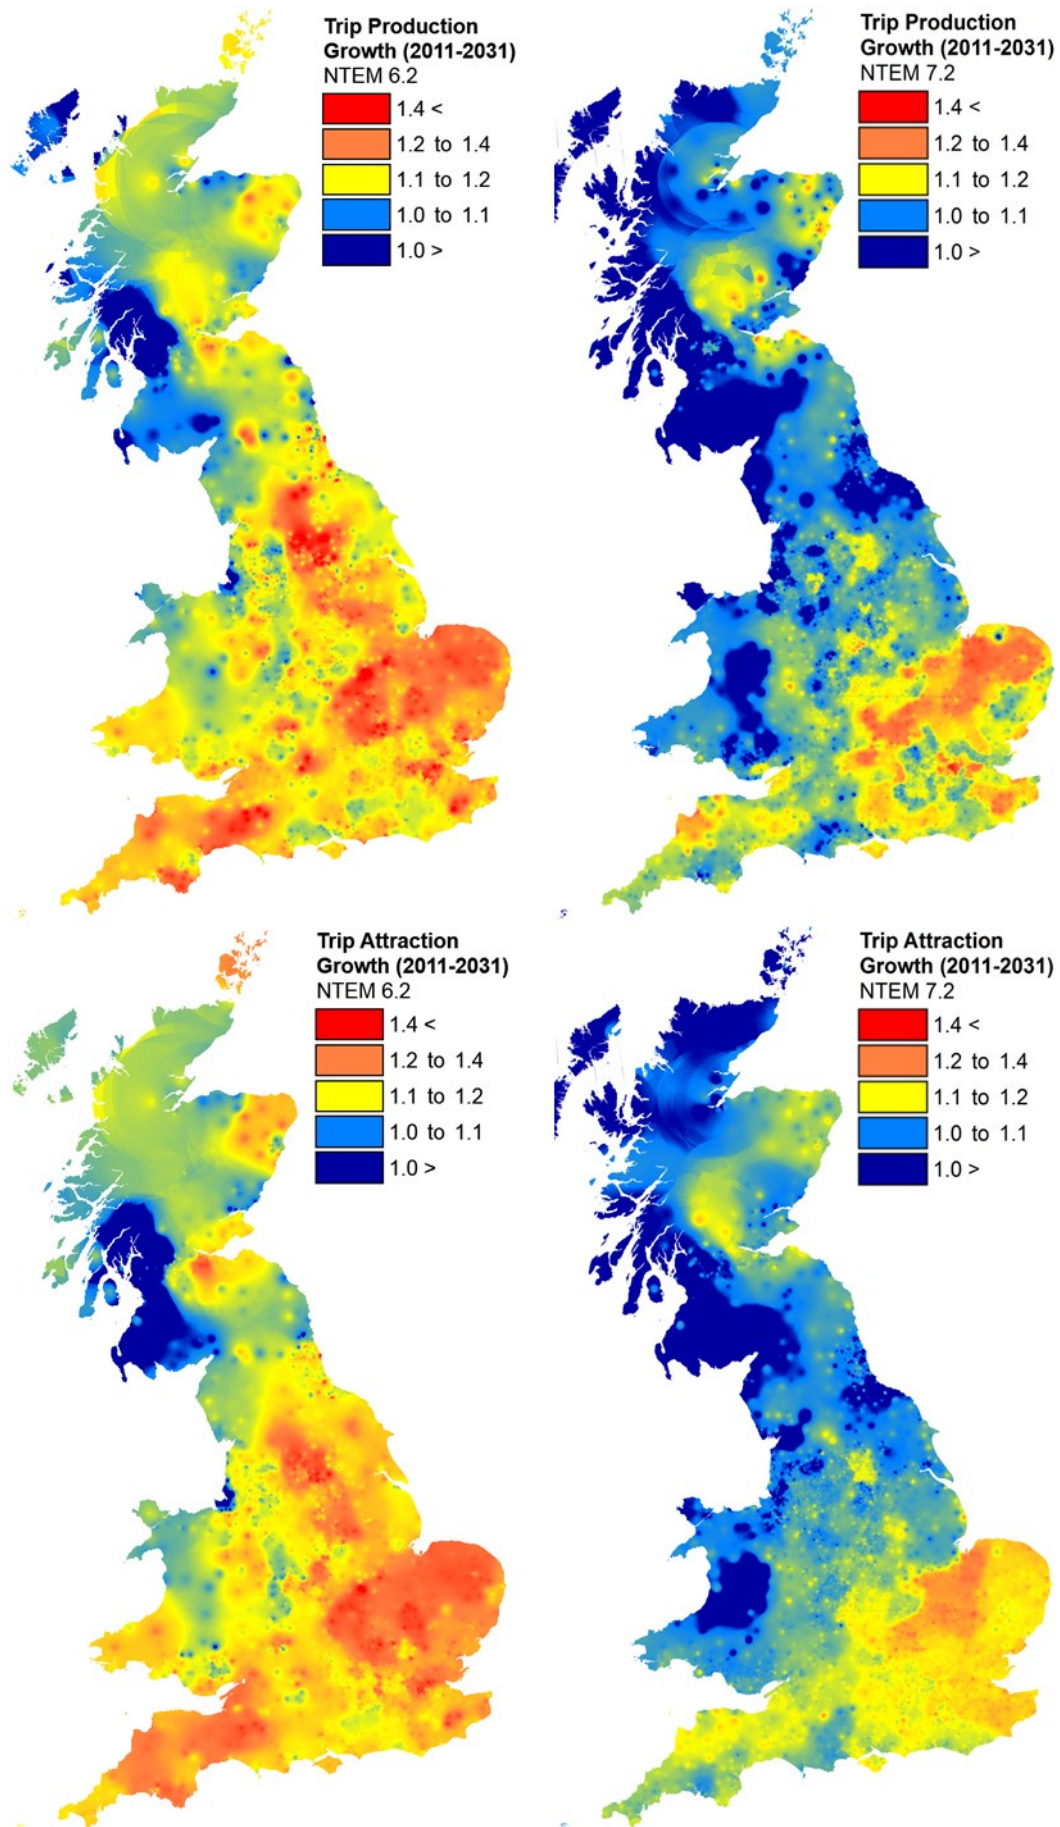 Trip Production
Growth (2011-2031)
NTEM 6.2
1.4 <
1.2 to 1.4
1.1 to 1.2
1.0 to 1.1
1.0 >
Trip Production
Growth (2011-2031)
NTEM 7.2
1.4 <
1.2 to 1.4
1.1 to 1.2
1.0 to 1.1
1.0 >
Trip Attraction
Growth (2011-2031)
NTEM 6.2
1.4 <
1.2 to 1.4
1.1 to 1.2
1.0 to 1.1
1.0 >
Trip Attraction
Growth (2011-2031)
NTEM 7.2
1.4 <
1.2 to 1.4
1.1 to 1.2
1.0 to 1.1
1.0 >